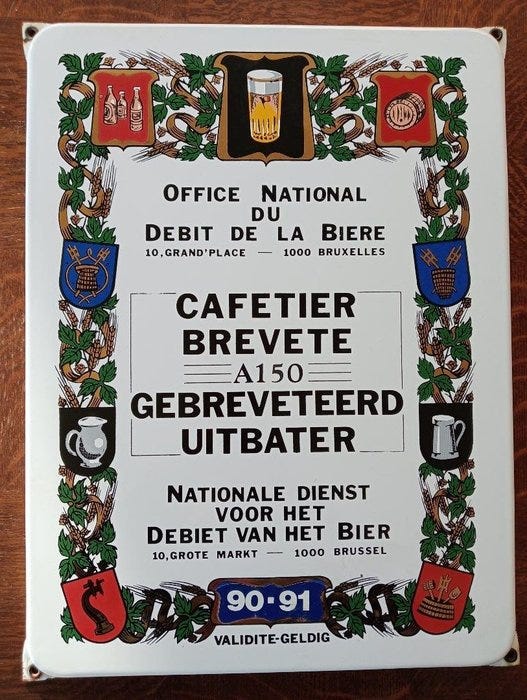 OFFICE NATIONAL
DU
DEBIT DE LA BIERE
10, GRAND'PLACE — 1000 BRUXELLES
CAFETIER
BREVETE
A150
GEBREVETEERD
UITBATER
NATIONALE DIENST
VOOR HET
DEBIET VAN HET BIER
10, GROTE MARKT — 1000 BRUSSEL
90·91
VALIDITE-GELDIG